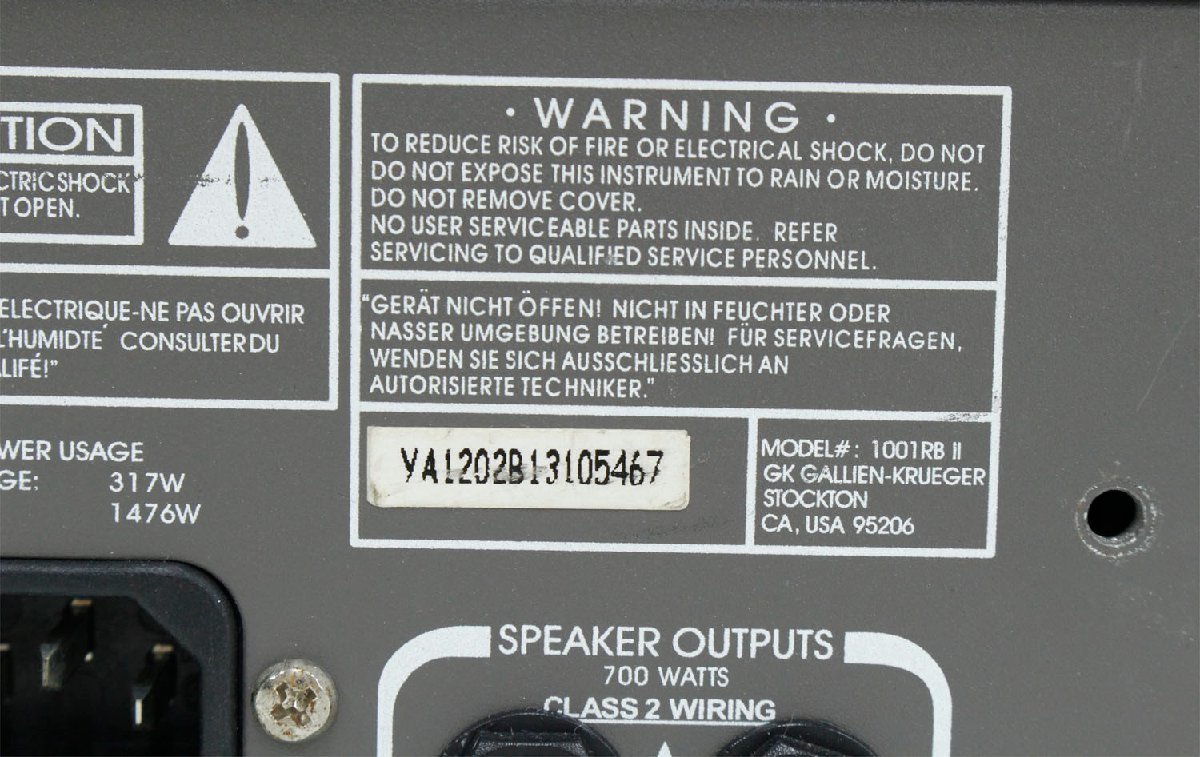 TION
CTRIC SHOCK
T OPEN.
ELECTRIQUE-NE PAS OUVRIR
L'HUMIDTÉ CONSULTER DU
LIFÉ!"
WER USAGE
GE: 317W
1476W
· WARNING ·
TO REDUCE RISK OF FIRE OR ELECTRICAL SHOCK, DO NOT
DO NOT EXPOSE THIS INSTRUMENT TO RAIN OR MOISTURE.
DO NOT REMOVE COVER.
NO USER SERVICEABLE PARTS INSIDE. REFER
SERVICING TO QUALIFIED SERVICE PERSONNEL.
"GERÄT NICHT ÖFFEN! NICHT IN FEUCHTER ODER
NASSER UMGEBUNG BETREIBEN! FÜR SERVICEFRAGEN,
WENDEN SIE SICH AUSSCHLIESSLICH AN
AUTORISIERTE TECHNIKER."
YA1202B13105467
MODEL#: 1001RB II
GK GALLIEN-KRUEGER
STOCKTON
CA, USA 95206
SPEAKER OUTPUTS
700 WATTS
CLASS 2 WIRING